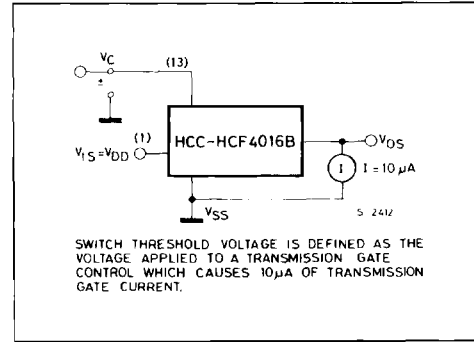 VC
(13)
±
(1)
VIS=VDD
HCC-HCF4016B
VOS
I
I = 10 µA
VSS
S 2412
SWITCH THRESHOLD VOLTAGE IS DEFINED AS THE
VOLTAGE APPLIED TO A TRANSMISSION GATE
CONTROL WHICH CAUSES 10µA OF TRANSMISSION
GATE CURRENT.